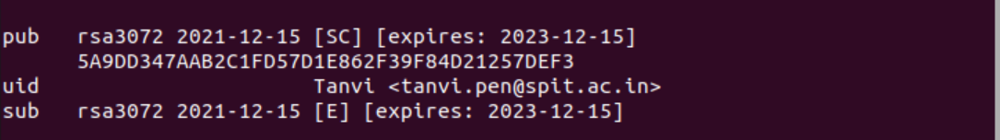 pub rsa3072 2021-12-15 [SC] [expires: 2023-12-15]
5A9DD347AAB2C1FD57D1E862F39F84D21257DEF3
uid Tanvi <tanvi.pen@spit.ac.in>
sub rsa3072 2021-12-15 [E] [expires: 2023-12-15]